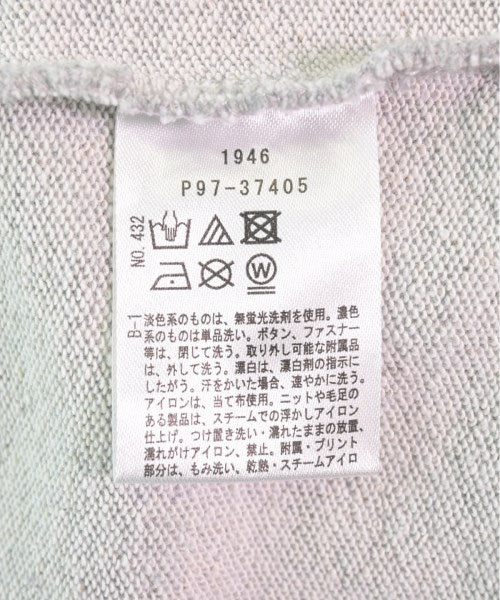 1946
P97-37405
NO. 432
W
B-1
淡色系のものは、無蛍光洗剤を使用。濃色
系のものは単品洗い。ボタン、ファスナー
等は、閉じて洗う。取り外し可能な附属品
は、外して洗う。漂白は、漂白剤の指示に
したがう。汗をかいた場合、速やかに洗う。
アイロンは、当て布使用。ニットや毛足の
ある製品は、スチームでの浮かしアイロン
仕上げ。つけ置き洗い・濡れたままの放置、
濡れがけアイロン、禁止。附属・プリント
部分は、もみ洗い、乾熱・スチームアイロ